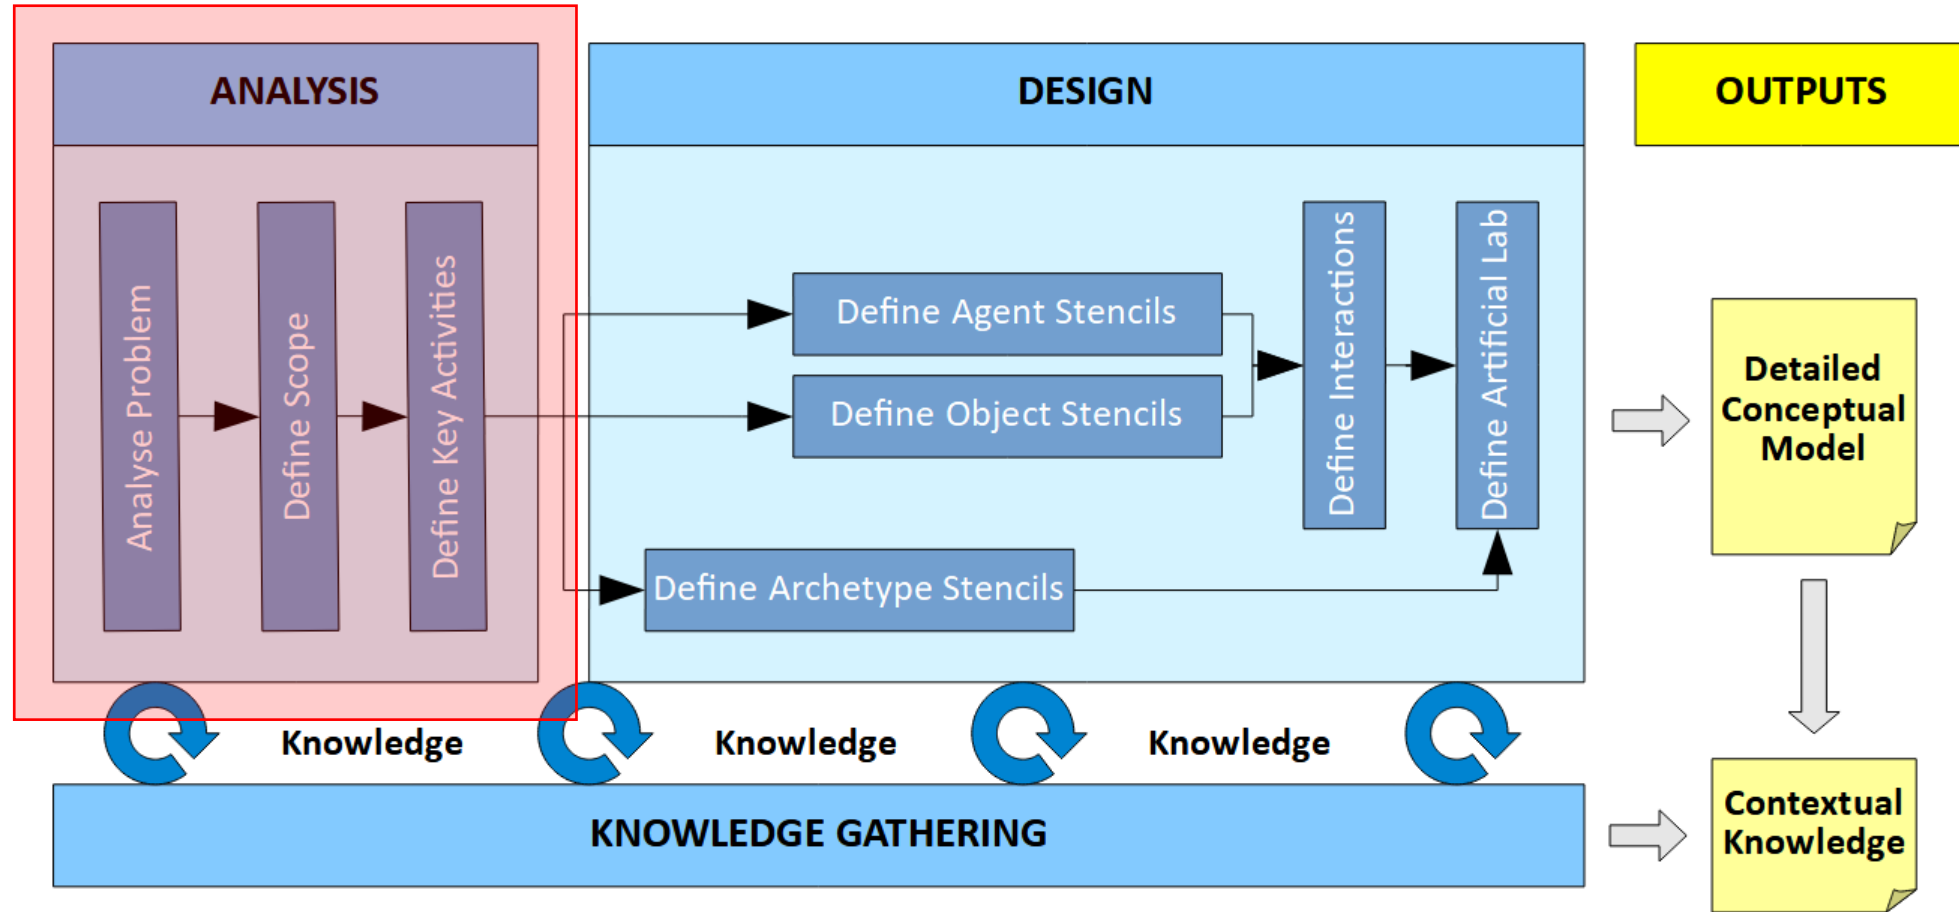 ANALYSIS
DESIGN
OUTPUTS
Analyse Problem
Define Scope
Define Key Activities
Define Agent Stencils
Define Object Stencils
Define Archetype Stencils
Define Interactions
Define Artificial Lab
Detailed
Conceptual
Model
Knowledge
Knowledge
Knowledge
KNOWLEDGE GATHERING
Contextual
Knowledge